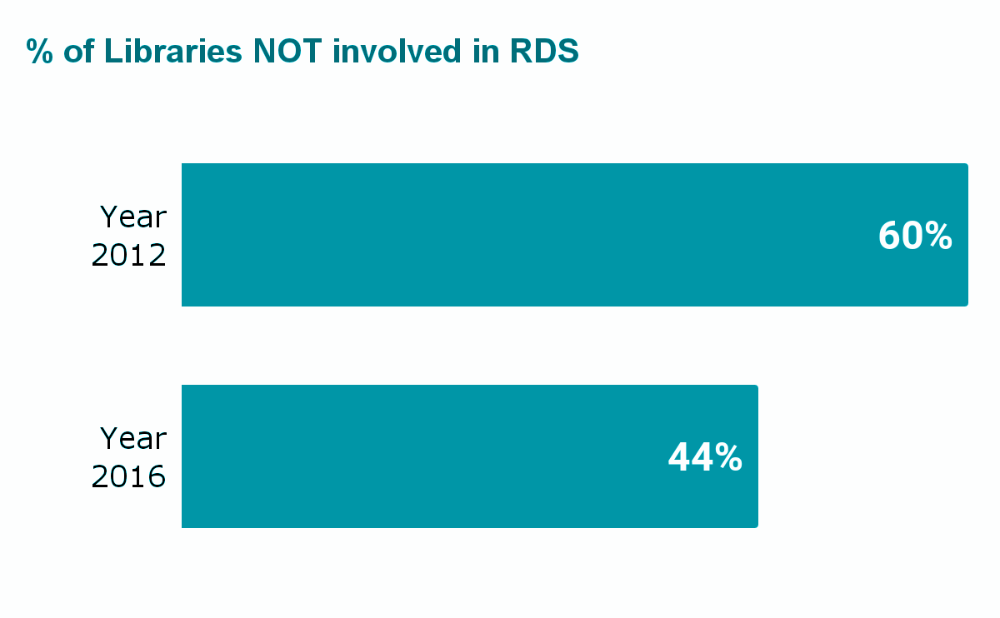 % of Libraries NOT involved in RDS
Year
2012
60%
Year
2016
44%